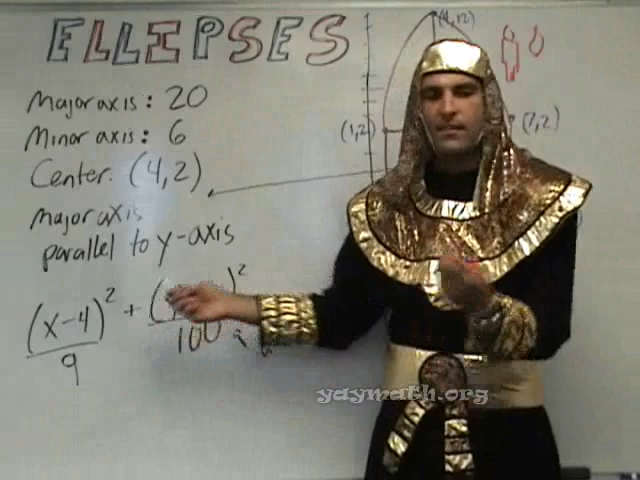 ELLIPSES
(4,12)
Major axis: 20
Minor axis: 6
(1,2)
(7,2)
Center: (4,2)
Major axis
parallel to y-axis
(x-4)² + ( )²
9
100
yaymath.org